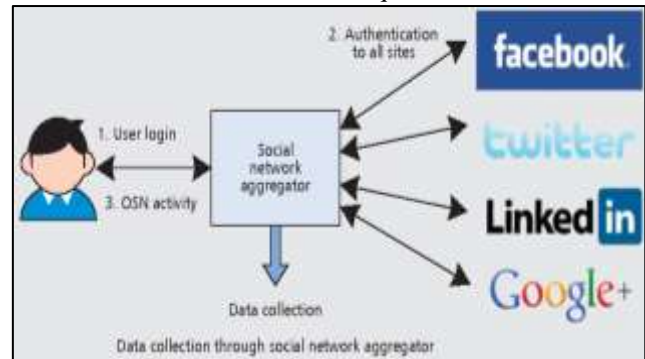 2. Authentication
to all sites
facebook
1. User login
twitter
Social
network
aggregator
3. OSN activity
Linked in
Google+
Data collection
Data collection through social network aggregator